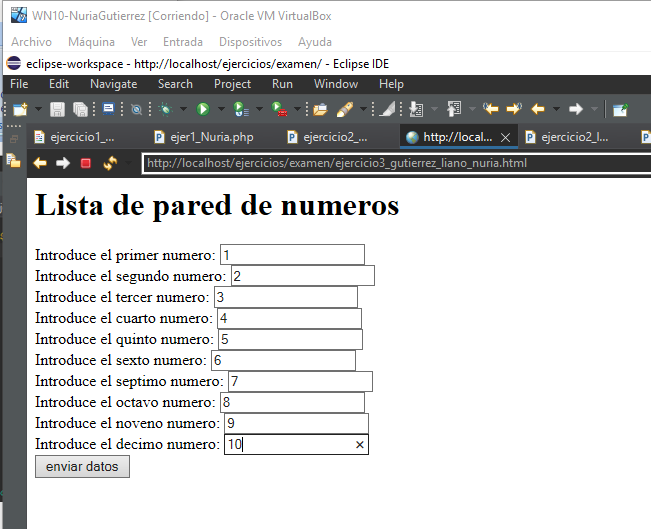 WN10-NuriaGutierrez [Corriendo] - Oracle VM VirtualBox
Archivo Máquina Ver Entrada Dispositivos Ayuda
eclipse-workspace - http://localhost/ejercicios/examen/ - Eclipse IDE
File Edit Navigate Search Project Run Window Help
ejercicio1_... ejer1_Nuria.php ejercicio2_... http://local... ejercicio2_l...
http://localhost/ejercicios/examen/ejercicio3_gutierrez_liano_nuria.html
Lista de pared de numeros
Introduce el primer numero: 1
Introduce el segundo numero: 2
Introduce el tercer numero: 3
Introduce el cuarto numero: 4
Introduce el quinto numero: 5
Introduce el sexto numero: 6
Introduce el septimo numero: 7
Introduce el octavo numero: 8
Introduce el noveno numero: 9
Introduce el decimo numero: 10
enviar datos